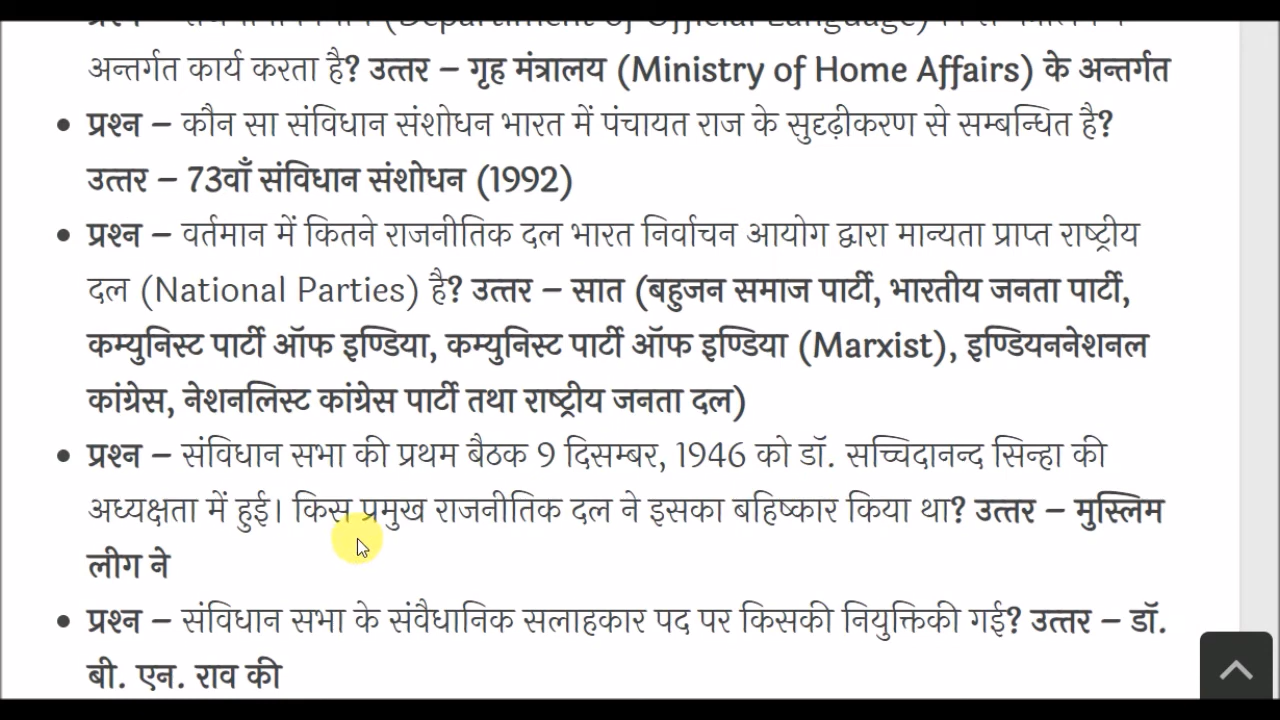 (Department of Official Language)
अन्तर्गत कार्य करता है? उत्तर – गृह मंत्रालय (Ministry of Home Affairs) के अन्तर्गत
• प्रश्न – कौन सा संविधान संशोधन भारत में पंचायत राज के सुदृढ़ीकरण से सम्बन्धित है?
उत्तर – 73वाँ संविधान संशोधन (1992)
• प्रश्न – वर्तमान में कितने राजनीतिक दल भारत निर्वाचन आयोग द्वारा मान्यता प्राप्त राष्ट्रीय
दल (National Parties) है? उत्तर – सात (बहुजन समाज पार्टी, भारतीय जनता पार्टी,
कम्युनिस्ट पार्टी ऑफ इण्डिया, कम्युनिस्ट पार्टी ऑफ इण्डिया (Marxist), इण्डियननेशनल
कांग्रेस, नेशनलिस्ट कांग्रेस पार्टी तथा राष्ट्रीय जनता दल)
• प्रश्न – संविधान सभा की प्रथम बैठक 9 दिसम्बर, 1946 को डॉ. सच्चिदानन्द सिन्हा की
अध्यक्षता में हुई। किस प्रमुख राजनीतिक दल ने इसका बहिष्कार किया था? उत्तर – मुस्लिम
लीग ने
• प्रश्न – संविधान सभा के संवैधानिक सलाहकार पद पर किसकी नियुक्तिकी गई? उत्तर – डॉ.
बी. एन. राव की